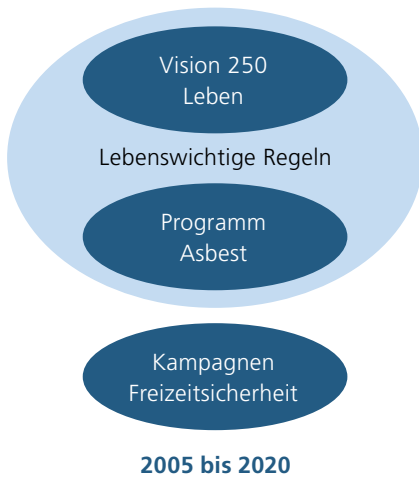 Vision 250
Leben
Lebenswichtige Regeln
Programm
Asbest
Kampagnen
Freizeitsicherheit
2005 bis 2020